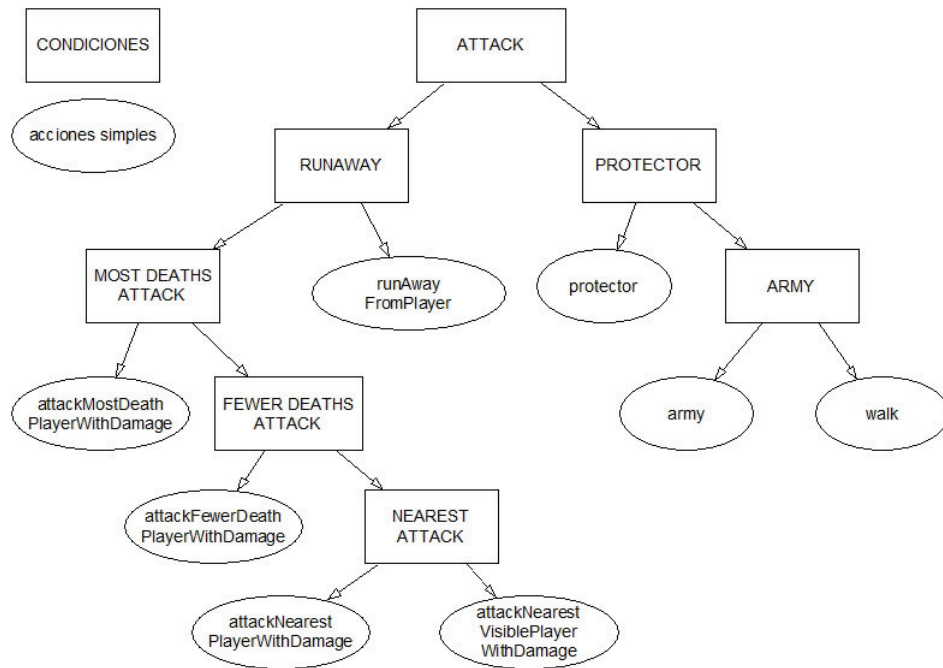 CONDICIONES
ATTACK
acciones simples
RUNAWAY
PROTECTOR
MOST DEATHS
ATTACK
runAway
FromPlayer
protector
ARMY
attackMostDeath
PlayerWithDamage
FEWER DEATHS
ATTACK
army
walk
attackFewerDeath
PlayerWithDamage
NEAREST
ATTACK
attackNearest
PlayerWithDamage
attackNearest
VisiblePlayer
WithDamage